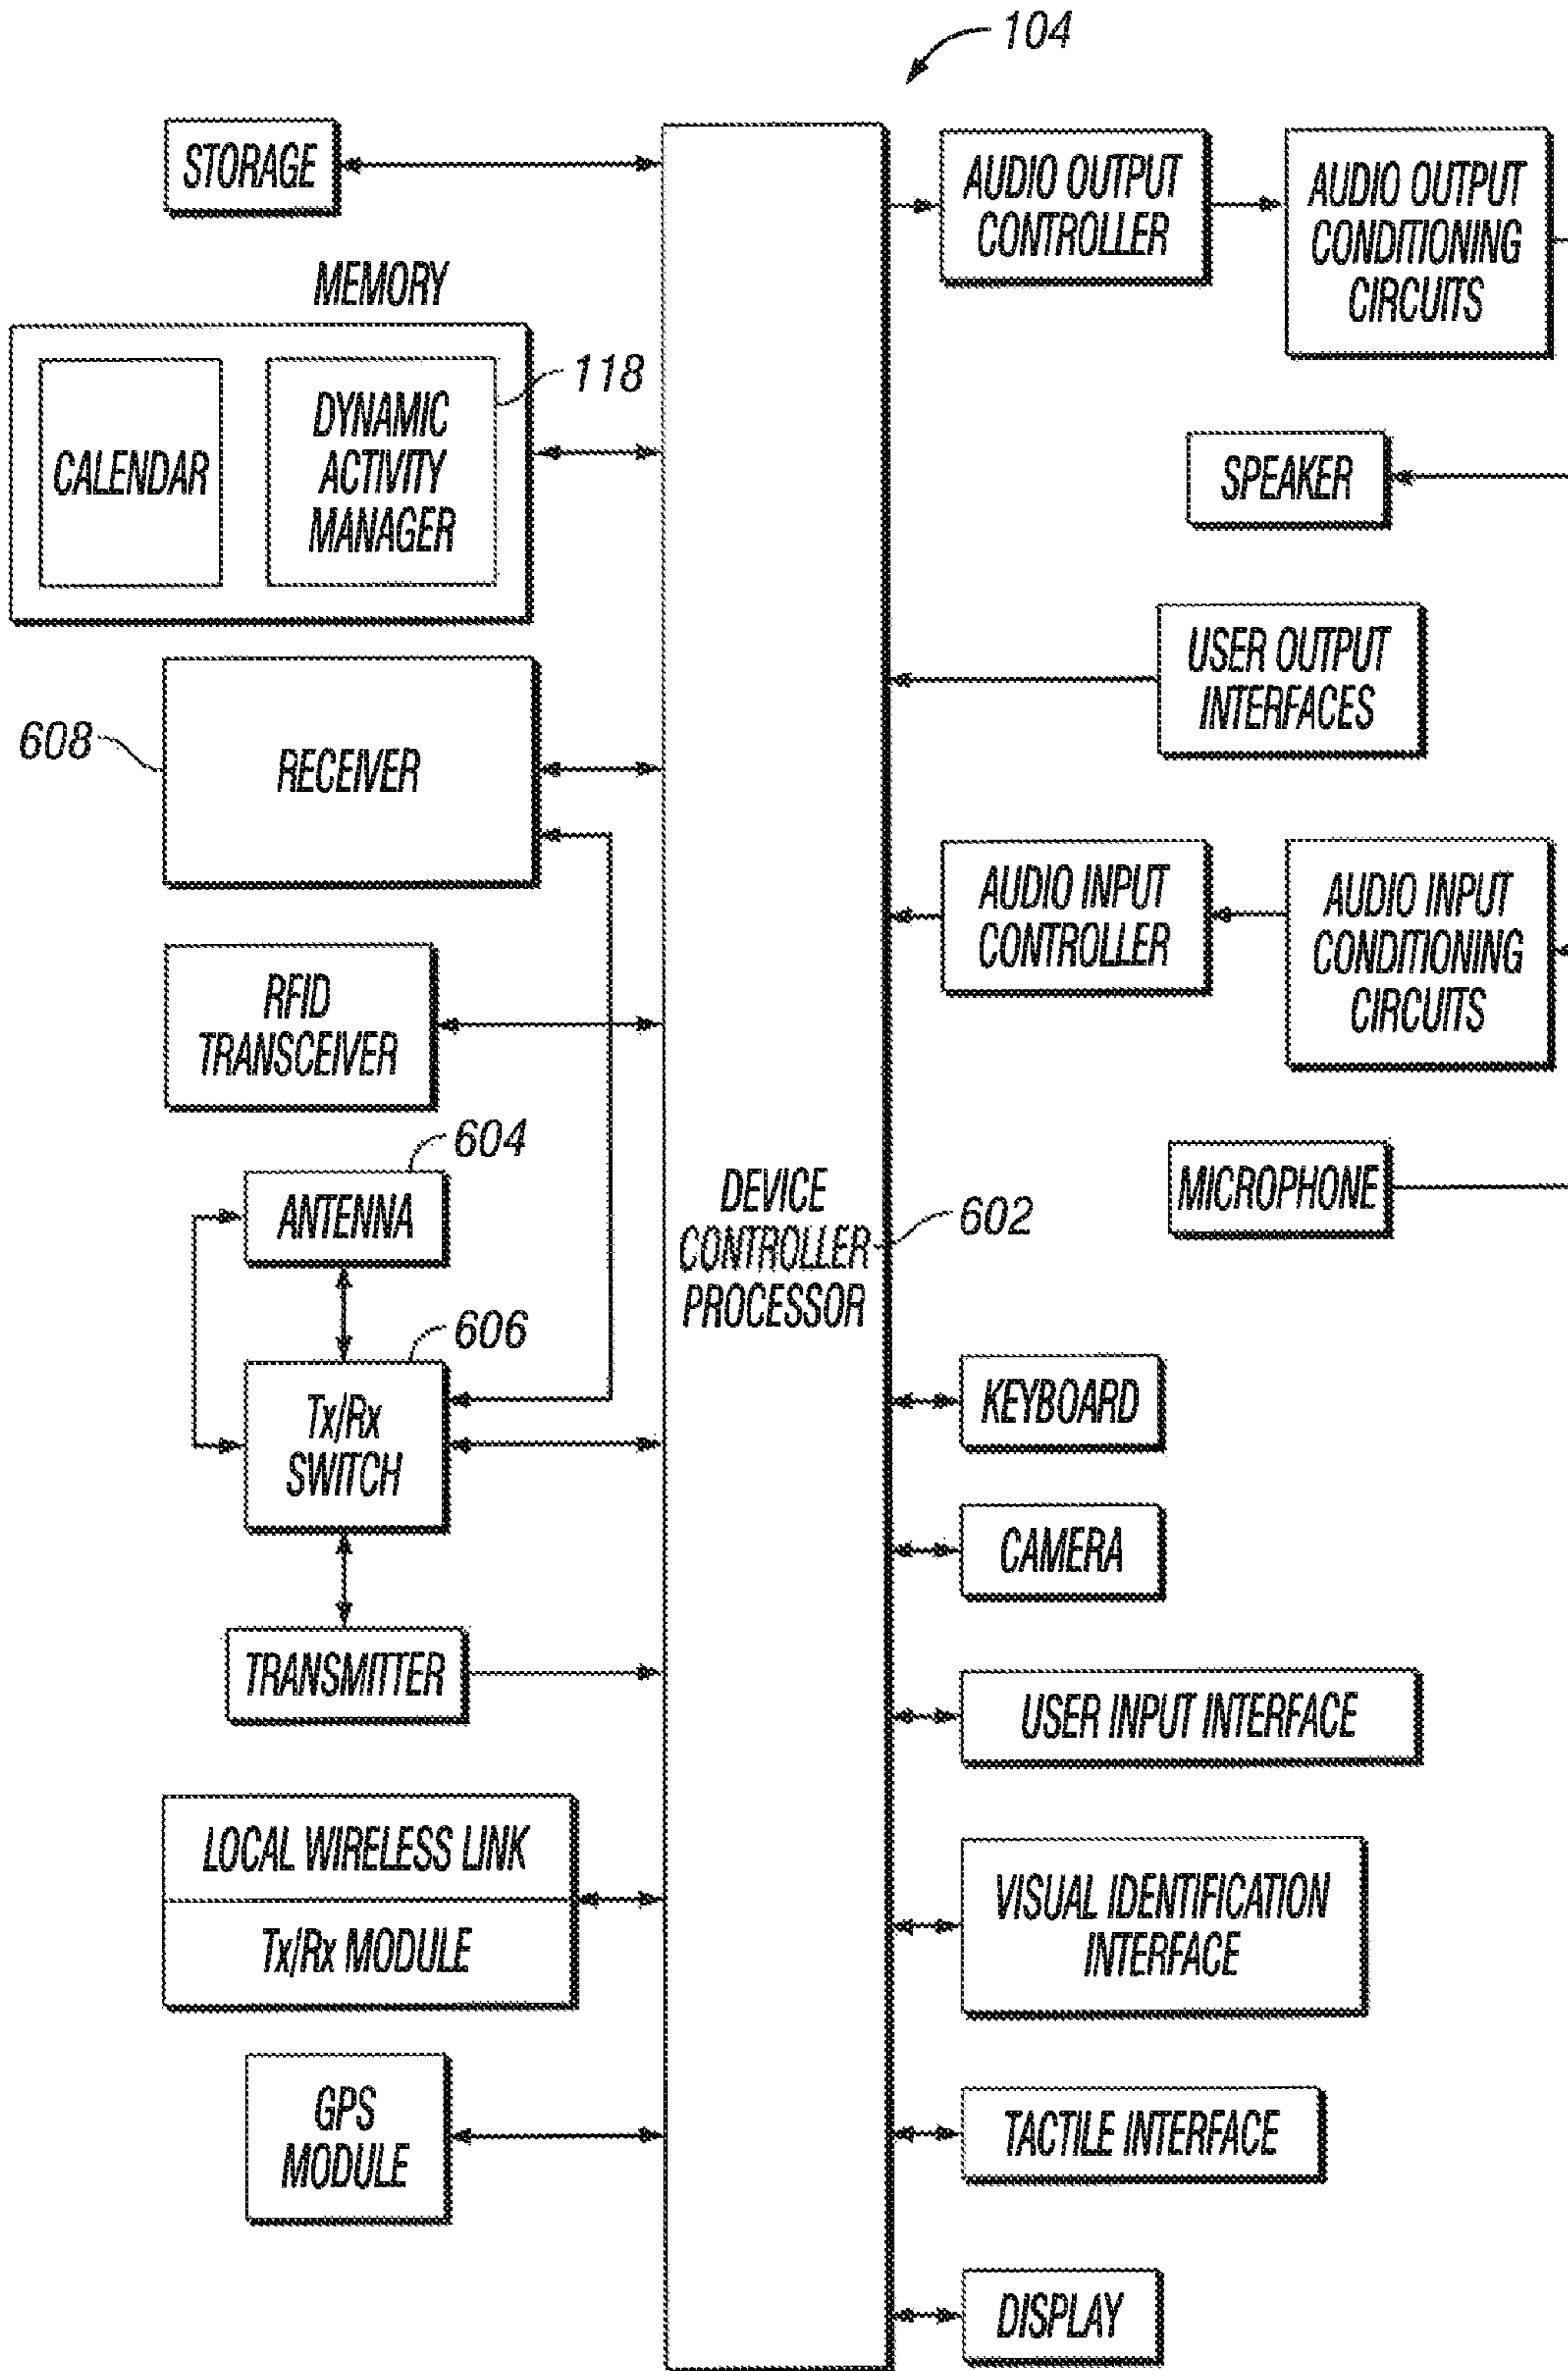 104
STORAGE
MEMORY
CALENDAR
DYNAMIC
ACTIVITY
MANAGER
118
608
RECEIVER
RFID
TRANSCEIVER
604
ANTENNA
606
Tx/Rx
SWITCH
TRANSMITTER
LOCAL WIRELESS LINK
Tx/Rx MODULE
GPS
MODULE
DEVICE
CONTROLLER
PROCESSOR
602
AUDIO OUTPUT
CONTROLLER
AUDIO OUTPUT
CONDITIONING
CIRCUITS
SPEAKER
USER OUTPUT
INTERFACES
AUDIO INPUT
CONTROLLER
AUDIO INPUT
CONDITIONING
CIRCUITS
MICROPHONE
KEYBOARD
CAMERA
USER INPUT INTERFACE
VISUAL IDENTIFICATION
INTERFACE
TACTILE INTERFACE
DISPLAY